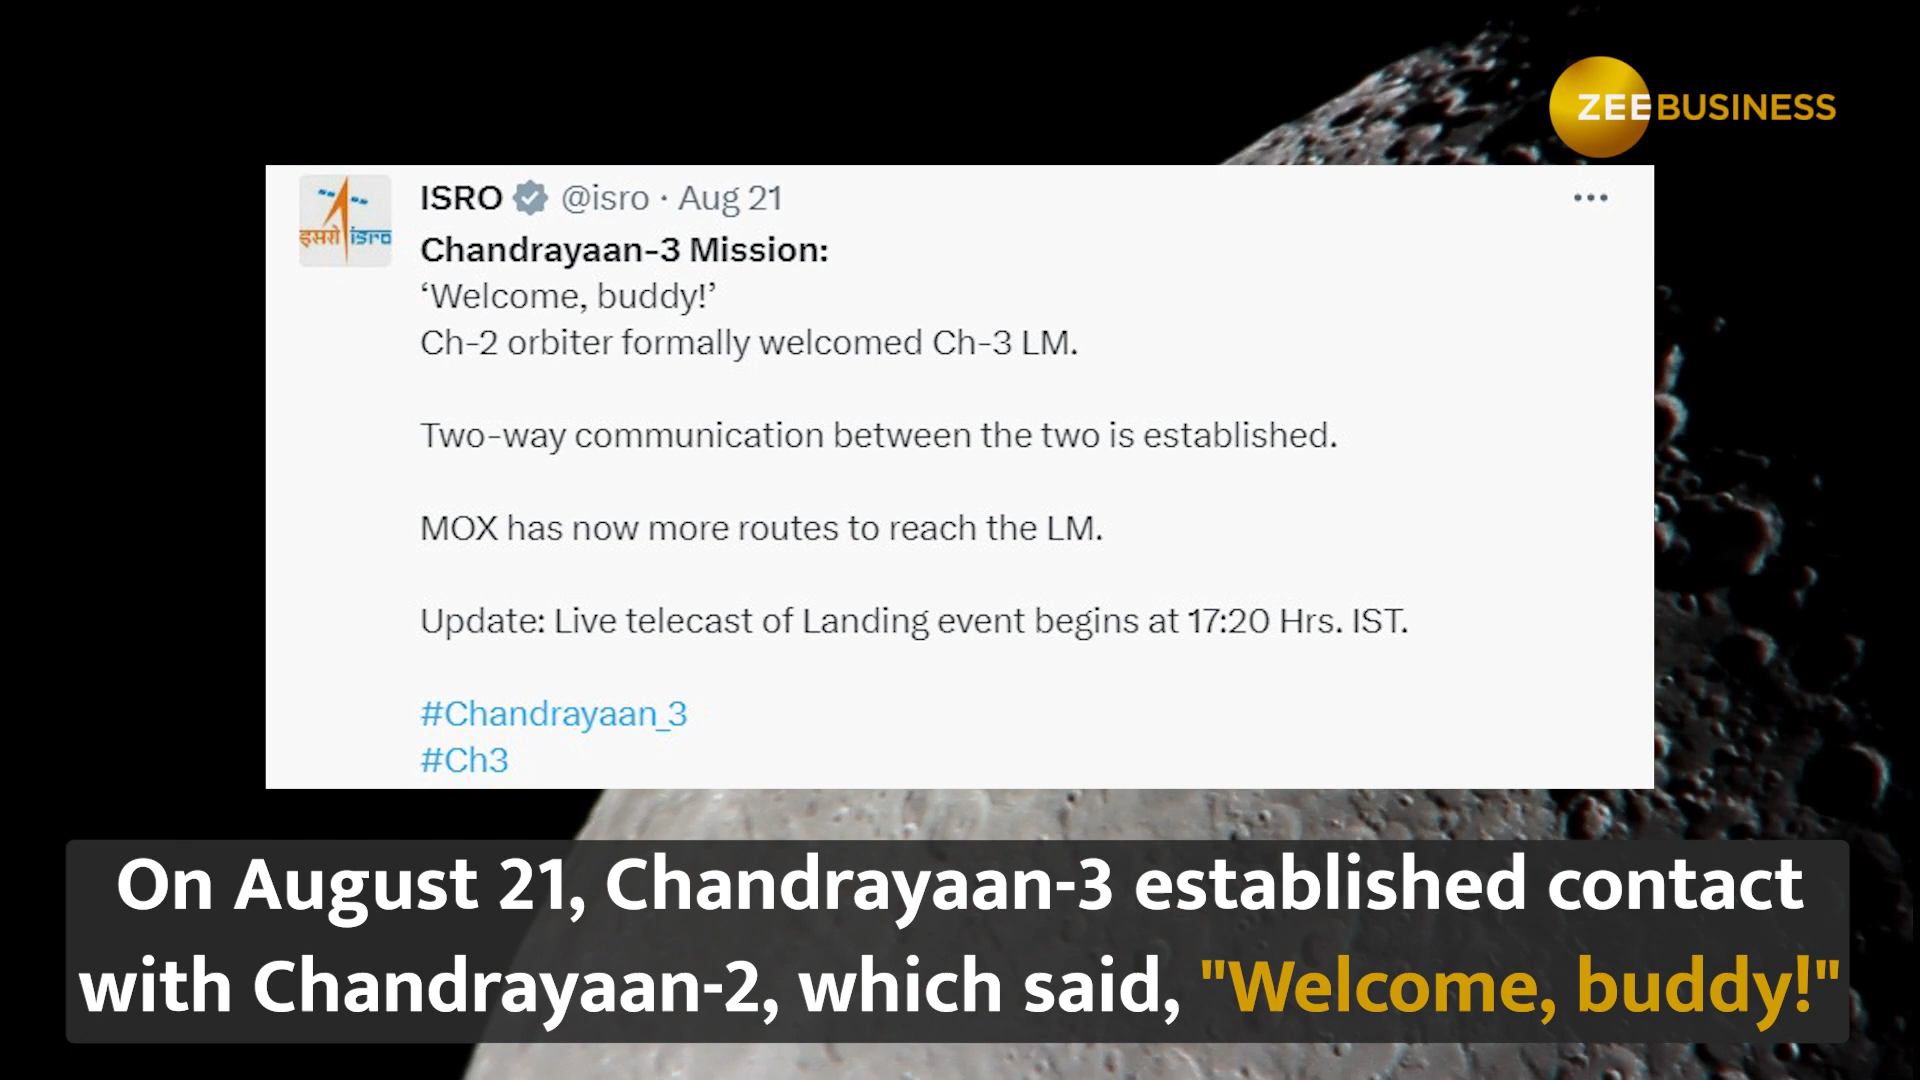 ZEEBUSINESS
इसरो isro
ISRO @isro · Aug 21
Chandrayaan-3 Mission:
‘Welcome, buddy!’
Ch-2 orbiter formally welcomed Ch-3 LM.
Two-way communication between the two is established.
MOX has now more routes to reach the LM.
Update: Live telecast of Landing event begins at 17:20 Hrs. IST.
#Chandrayaan_3
#Ch3
On August 21, Chandrayaan-3 established contact
with Chandrayaan-2, which said, "Welcome, buddy!"